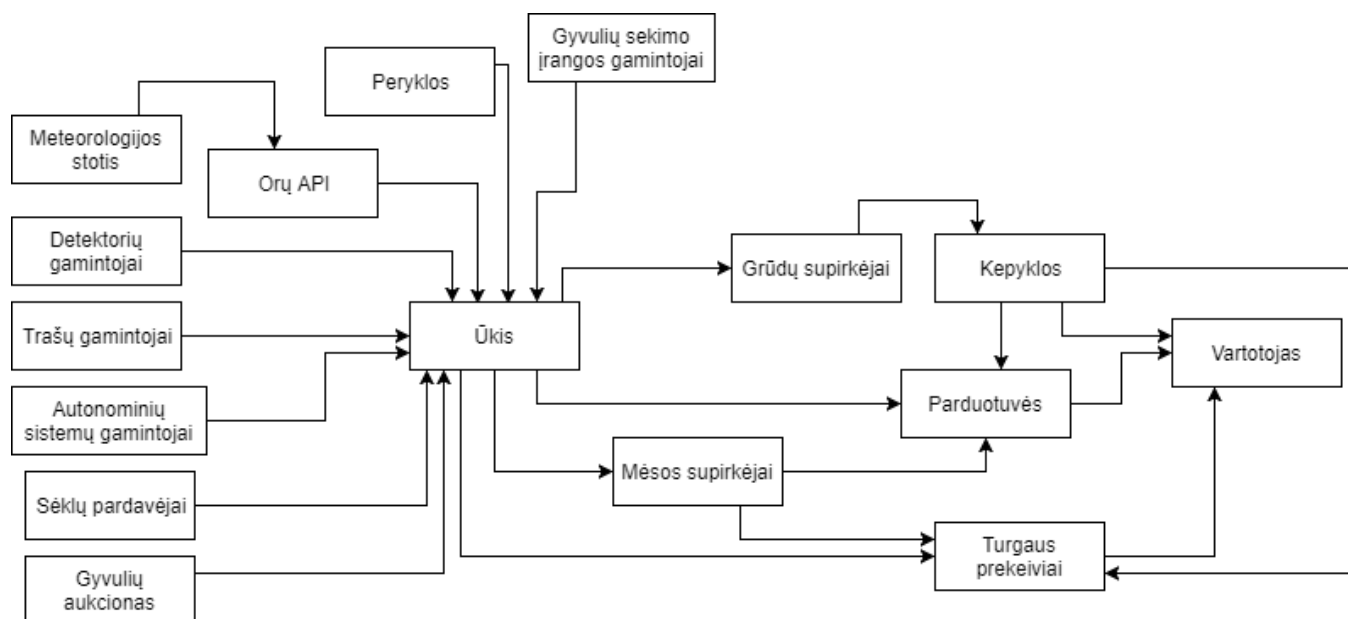 Gyvulių sekimo
įrangos gamintojai
Peryklos
Meteorologijos
stotis
Orų API
Detektorių
gamintojai
Grūdų supirkėjai
Kepyklos
Trašų gamintojai
Ūkis
Vartotojas
Autonominių
sistemų gamintojai
Parduotuvės
Sėklų pardavėjai
Mėsos supirkėjai
Turgaus
prekeiviai
Gyvulių
aukcionas